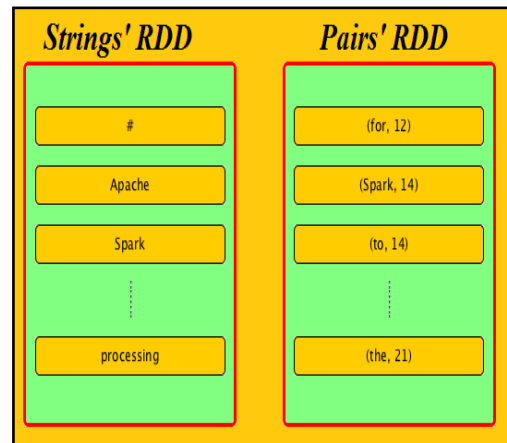 Strings' RDD
#
Apache
Spark
processing
Pairs' RDD
(for, 12)
(Spark, 14)
(to, 14)
(the, 21)